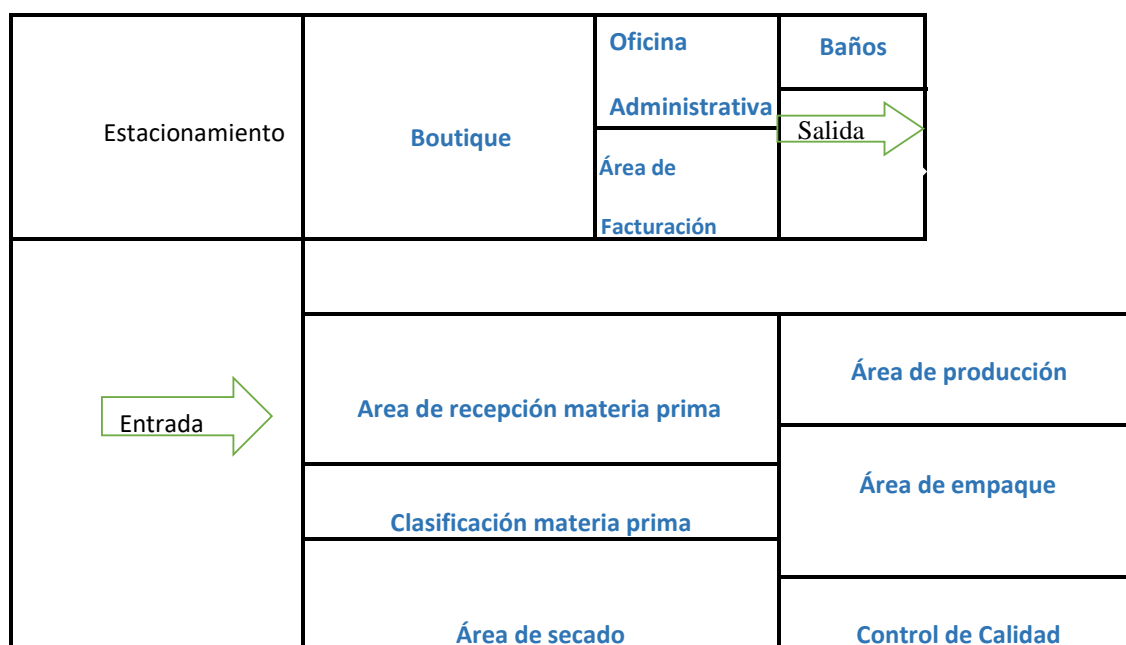 Estacionamiento
Boutique
Oficina
Administrativa
Área de
Facturación
Baños
Salida
Entrada
Area de recepción materia prima
Clasificación materia prima
Área de secado
Área de producción
Área de empaque
Control de Calidad